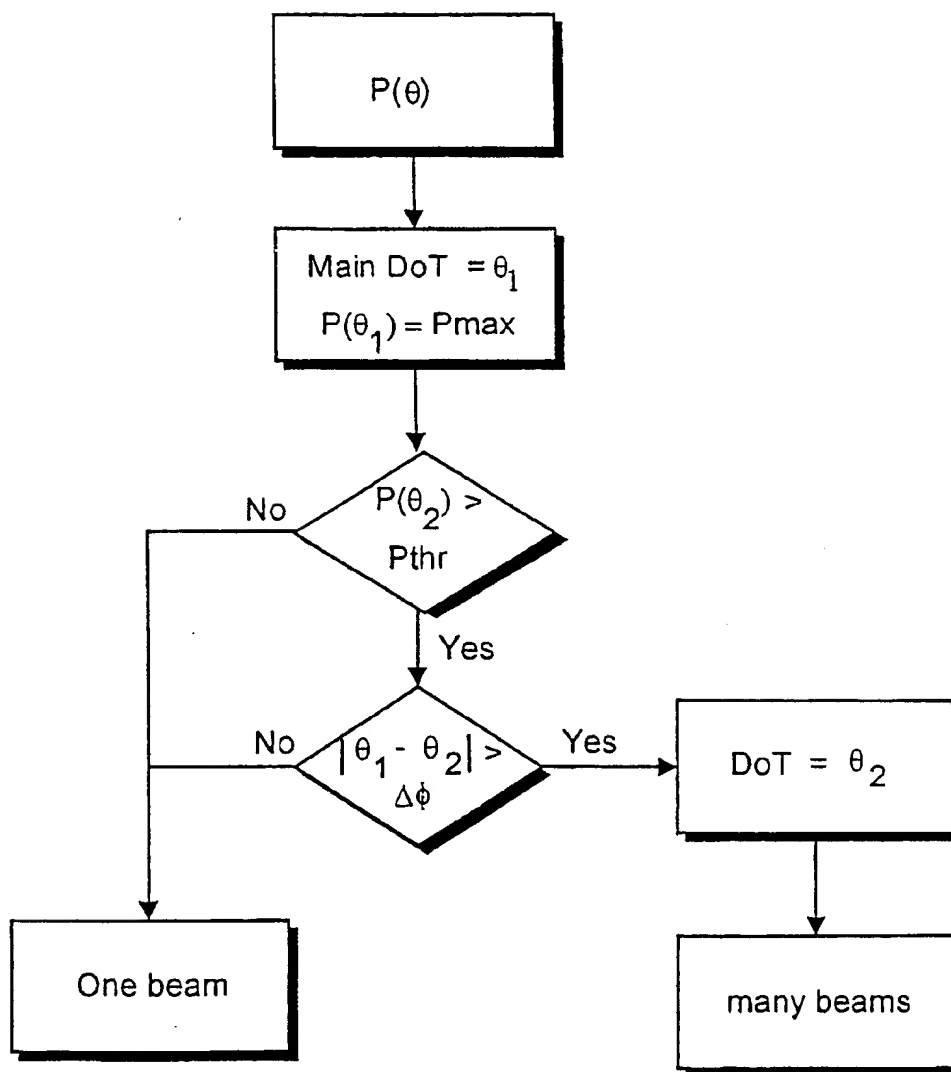 P(θ)
Main DoT = θ₁
P(θ₁) = Pmax
No
P(θ₂) >
Pthr
Yes
No
|θ₁ - θ₂| >
Δϕ
Yes
DoT = θ₂
One beam
many beams